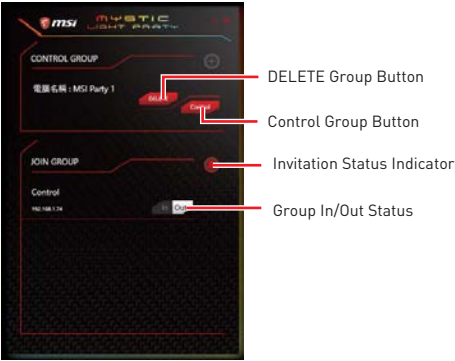 msi
MYSTIC
LIGHT PARTY
CONTROL GROUP
電腦名稱 : MSI Party 1
DELETE
Control
JOIN GROUP
Control
192.168.1.74
In Out
DELETE Group Button
Control Group Button
Invitation Status Indicator
Group In/Out Status